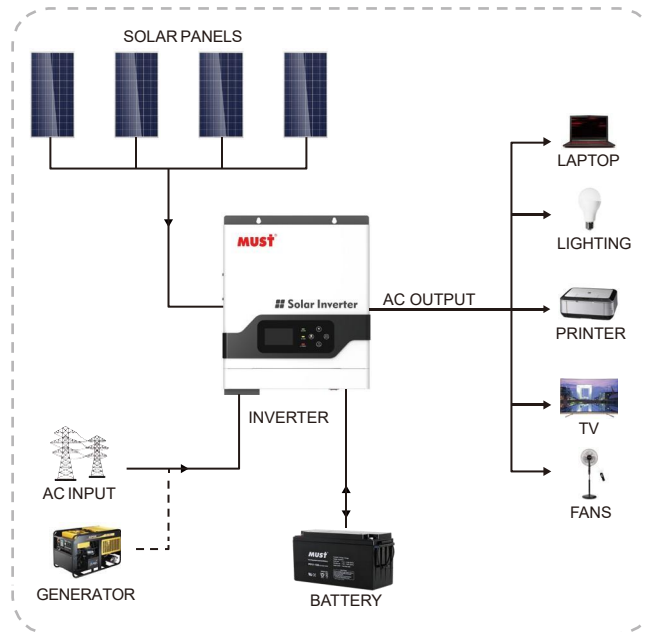 SOLAR PANELS
MUST
Solar Inverter
AC OUTPUT
LAPTOP
LIGHTING
PRINTER
TV
FANS
INVERTER
AC INPUT
GENERATOR
MUST
BATTERY